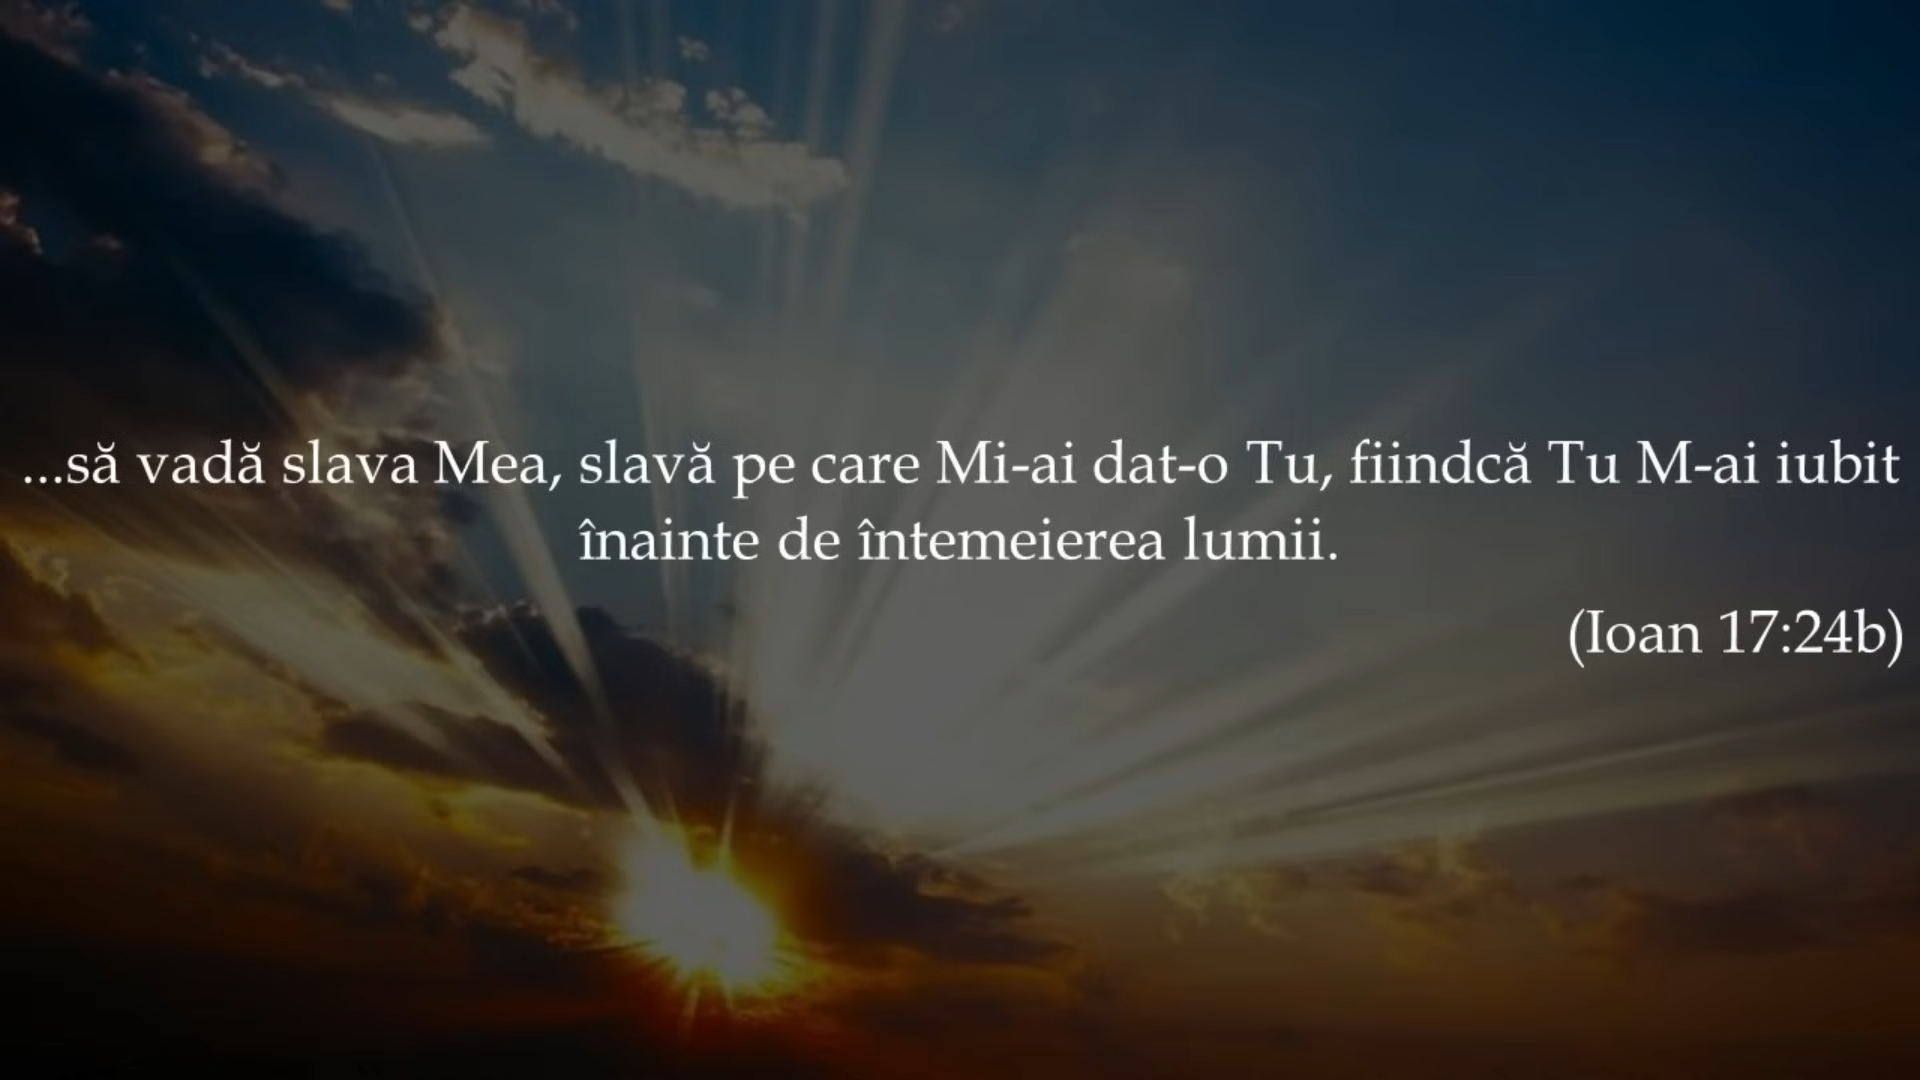 ...să vadă slava Mea, slavă pe care Mi-ai dat-o Tu, fiindcă Tu M-ai iubit
înainte de întemeierea lumii.
(Ioan 17:24b)